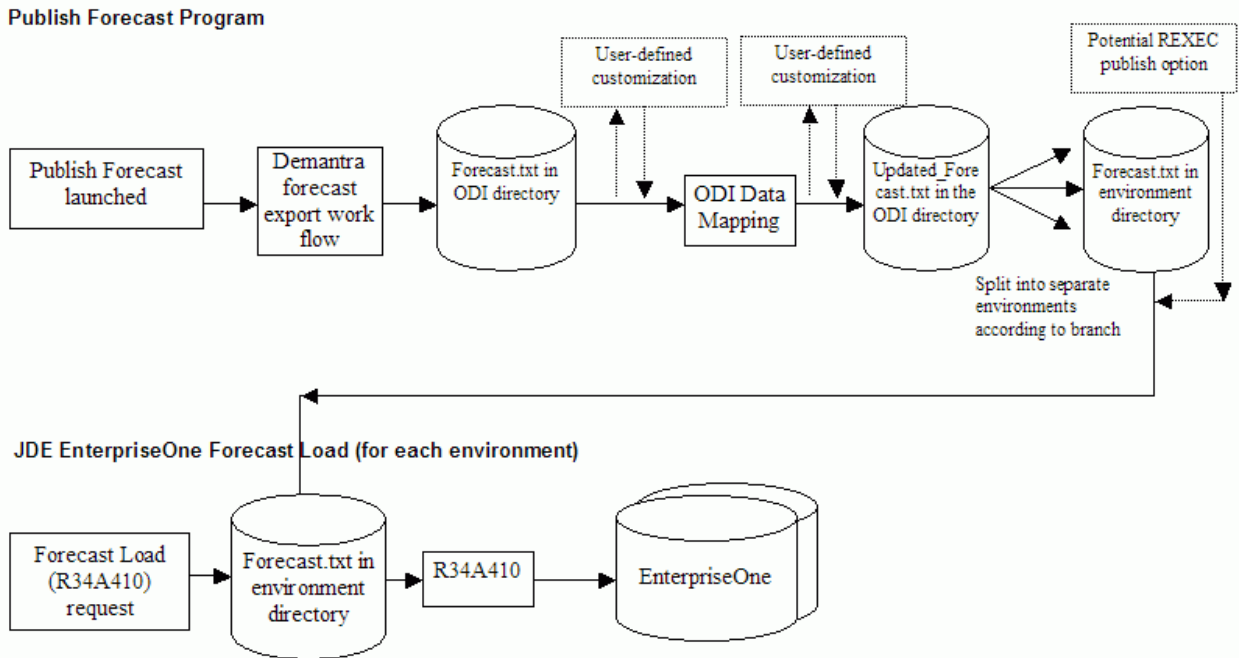 Publish Forecast Program
User-defined
customization
User-defined
customization
Potential REXEC
publish option
Publish Forecast
launched
Demantra
forecast
export work
flow
Forecast.txt in
ODI directory
ODI Data
Mapping
Updated_Fore
cast.txt in the
ODI directory
Forecast.txt in
environment
directory
Split into separate
environments
according to branch
JDE EnterpriseOne Forecast Load (for each environment)
Forecast Load
(R34A410)
request
Forecast.txt in
environment
directory
R34A410
EnterpriseOne